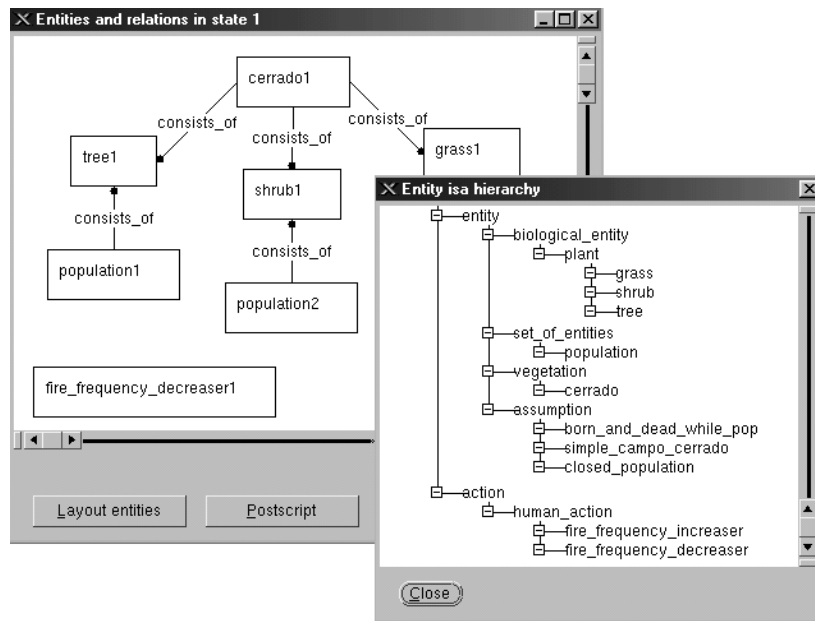 Entities and relations in state 1
cerrado1
consists_of
consists_of
consists_of
tree1
grass1
shrub1
consists_of
consists_of
population1
population2
fire_frequency_decreaser1
Layout entities
Postscript
Entity isa hierarchy
entity
biological_entity
plant
grass
shrub
tree
set_of_entities
population
vegetation
cerrado
assumption
born_and_dead_while_pop
simple_campo_cerrado
closed_population
action
human_action
fire_frequency_increaser
fire_frequency_decreaser
Close